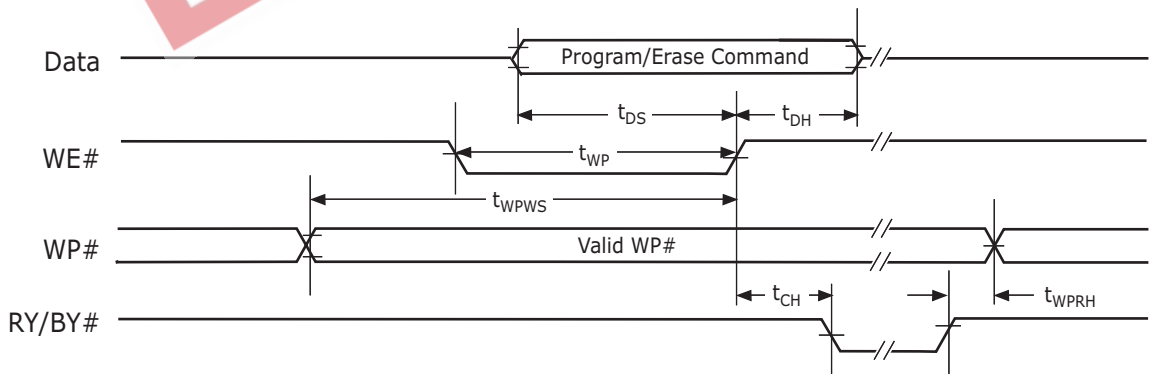 Data
Program/Erase Command
tDS
tDH
WE#
tWP
tWPWS
WP#
Valid WP#
tCH
tWPRH
RY/BY#